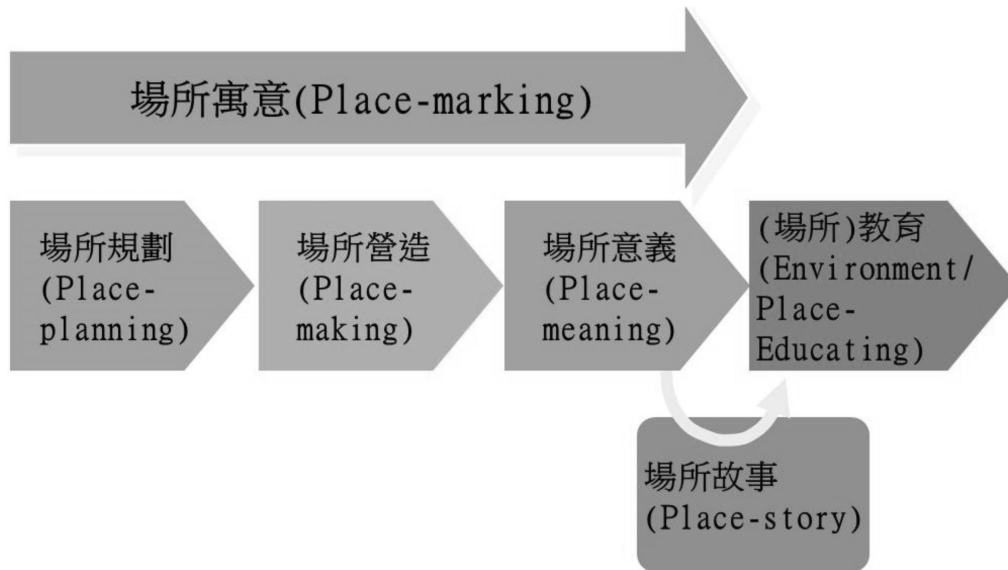 場所寓意(Place-marking)
場所規劃
(Place-
planning)
場所營造
(Place-
making)
場所意義
(Place-
meaning)
(場所)教育
(Environment/
Place-
Educating)
場所故事
(Place-story)